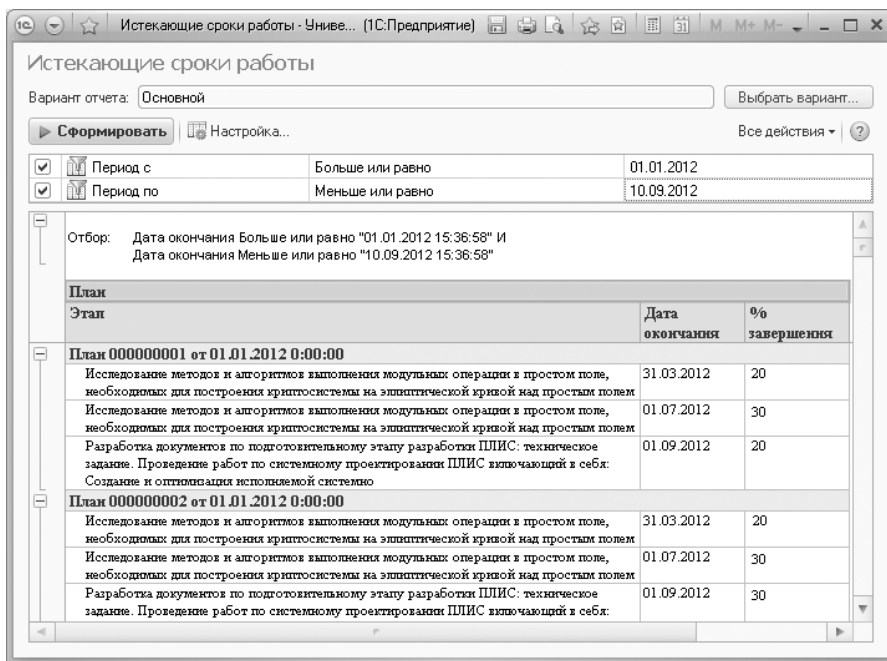 Истекающие сроки работы - Униве... (1С:Предприятие) M M+ M-
Истекающие сроки работы
Вариант отчета: Основной Выбрать вариант...
Сформировать Настройка... Все действия ?
Период с Больше или равно 01.01.2012
Период по Меньше или равно 10.09.2012
Отбор: Дата окончания Больше или равно "01.01.2012 15:36:58" И
Дата окончания Меньше или равно "10.09.2012 15:36:58"
План
Этап Дата %
окончания завершения
План 000000001 от 01.01.2012 0:00:00
Исследование методов и алгоритмов выполнения модульных операции в простом поле, 31.03.2012 20
необходимых для построения криптосистемы на эллиптической кривой над простым полем
Исследование методов и алгоритмов выполнения модульных операции в простом поле, 01.07.2012 30
необходимых для построения криптосистемы на эллиптической кривой над простым полем
Разработка документов по подготовительному этапу разработки ПЛИС: техническое 01.09.2012 20
задание. Проведение работ по системному проектировании ПЛИС включающий в себя:
Создание и оптимизация исполняемой системно
План 000000002 от 01.01.2012 0:00:00
Исследование методов и алгоритмов выполнения модульных операции в простом поле, 31.03.2012 20
необходимых для построения криптосистемы на эллиптической кривой над простым полем
Исследование методов и алгоритмов выполнения модульных операции в простом поле, 01.07.2012 30
необходимых для построения криптосистемы на эллиптической кривой над простым полем
Разработка документов по подготовительному этапу разработки ПЛИС: техническое 01.09.2012 30
задание. Проведение работ по системному проектировании ПЛИС включающий в себя: